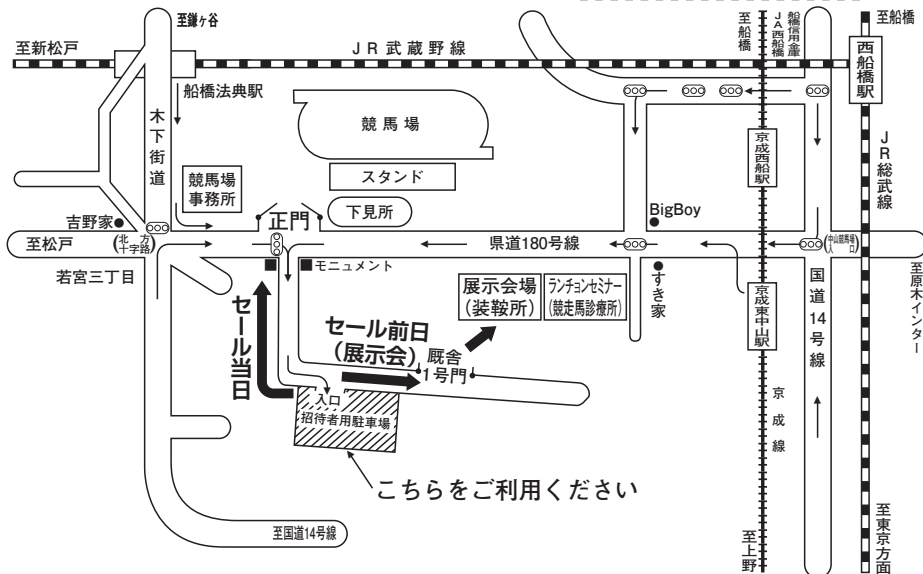 至鎌ヶ谷
至新松戸
JR武蔵野線
至船橋
JA西船橋
船橋信用金庫
至船橋
西船橋駅
船橋法典駅
木下街道
競馬場
スタンド
下見所
競馬場
事務所
正門
京成西船駅
JR総武線
吉野家
BigBoy
至松戸
北方
十字路
県道180号線
中山競馬場
入口
若宮三丁目
モニュメント
すき家
至原木インター
展示会場
(装鞍所)
ランチョンセミナー
(競走馬診療所)
京成東中山駅
国道14号線
セール当日
セール前日
(展示会)
厩舎
1号門
入口
招待者用駐車場
京成線
こちらをご利用ください
至国道14号線
至上野
至東京方面